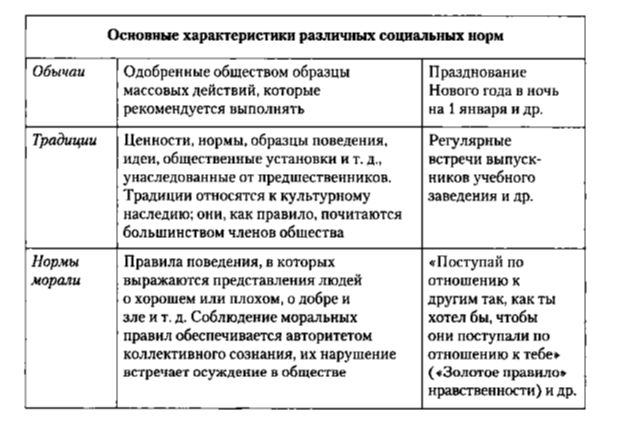 Основные характеристики различных социальных норм
Обычаи
Одобренные обществом образцы
массовых действий, которые
рекомендуется выполнять
Празднование
Нового года в ночь
на 1 января и др.
Традиции
Ценности, нормы, образцы поведения,
идеи, общественные установки и т. д.,
унаследованные от предшественников.
Традиции относятся к культурному
наследию; они, как правило, почитаются
большинством членов общества
Регулярные
встречи выпуск-
ников учебного
заведения и др.
Нормы
морали
Правила поведения, в которых
выражаются представления людей
о хорошем или плохом, о добре и
зле и т. д. Соблюдение моральных
правил обеспечивается авторитетом
коллективного сознания, их нарушение
встречает осуждение в обществе
«Поступай по
отношению к
другим так, как ты
хотел бы, чтобы
они поступали по
отношению к тебе»
(«Золотое правило»
нравственности) и др.